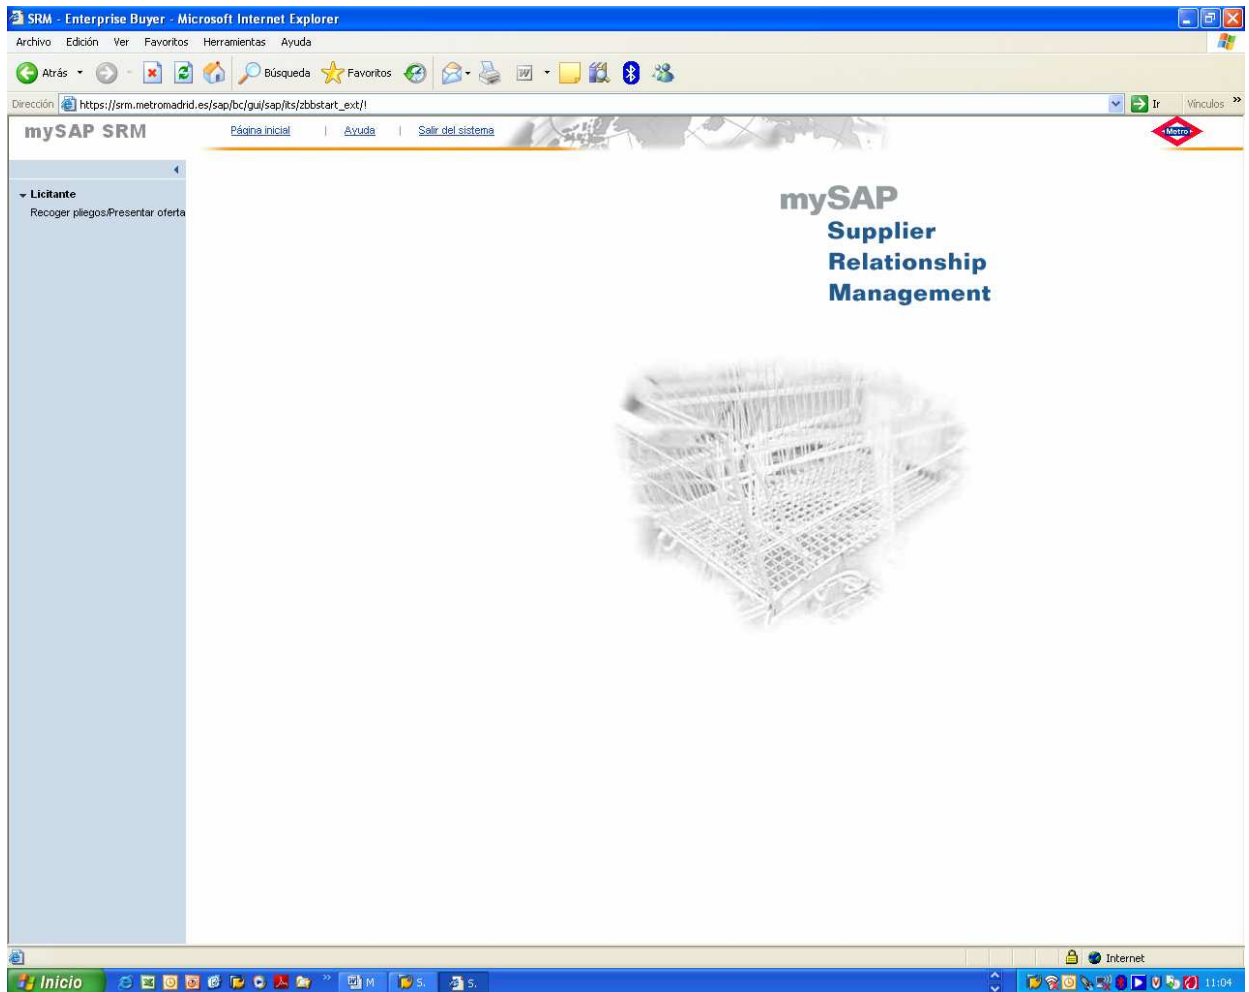 SRM - Enterprise Buyer - Microsoft Internet Explorer
Archivo Edición Ver Favoritos Herramientas Ayuda
Atrás Búsqueda Favoritos
Dirección https://srm.metromadrid.es/sap/bc/gui/sap/its/zbbstart_ext/! Ir Vínculos »
mySAP SRM Página inicial | Ayuda | Salir del sistema Metro
Licitante
Recoger pliegos/Presentar oferta
mySAP
Supplier
Relationship
Management
Internet
Inicio » M S. S. 11:04